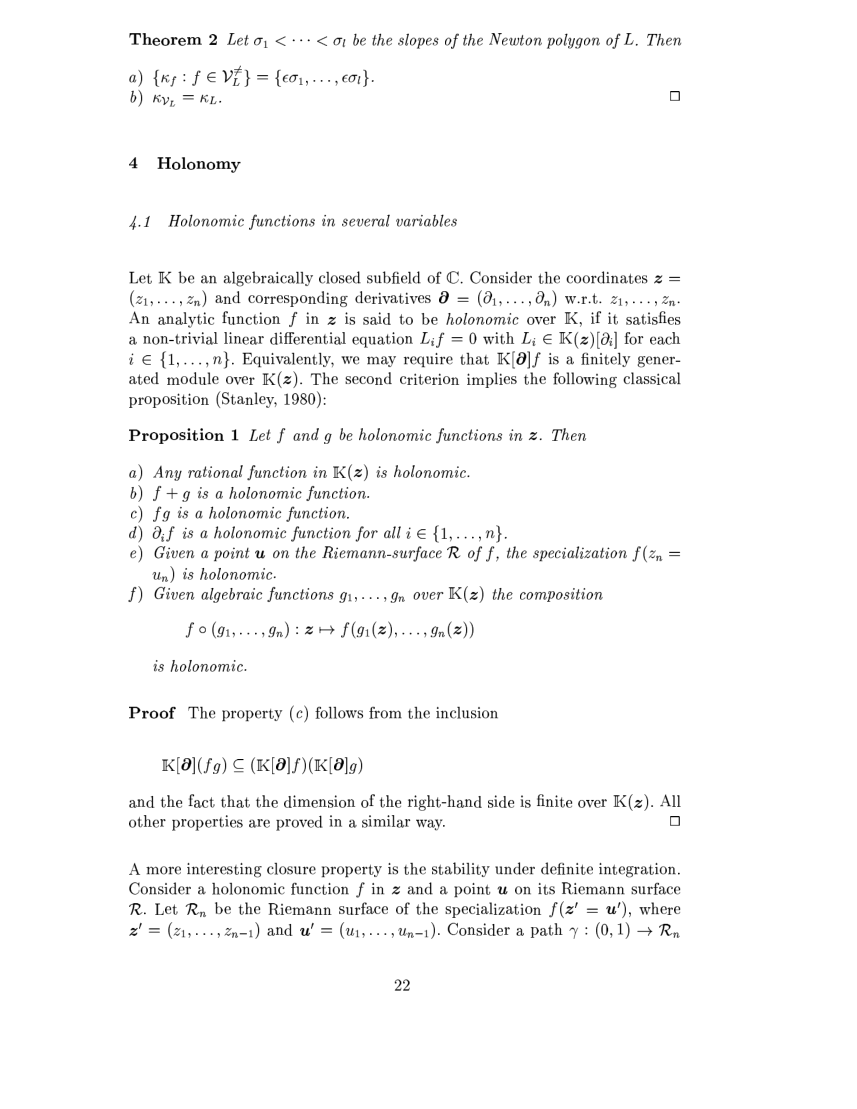 Theorem 2 Let σ₁ < ··· < σₗ be the slopes of the Newton polygon of L. Then
a) {κ_f : f ∈ 𝒱_L^≠} = {ϵσ₁, . . . , ϵσₗ}.
b) κ_{𝒱_L} = κ_L. □
4 Holonomy
4.1 Holonomic functions in several variables
Let 𝕂 be an algebraically closed subfield of ℂ. Consider the coordinates 𝒛 =
(z₁, . . . , zₙ) and corresponding derivatives 𝝏 = (∂₁, . . . , ∂ₙ) w.r.t. z₁, . . . , zₙ.
An analytic function f in 𝒛 is said to be holonomic over 𝕂, if it satisfies
a non-trivial linear differential equation Lᵢf = 0 with Lᵢ ∈ 𝕂(𝒛)[∂ᵢ] for each
i ∈ {1, . . . , n}. Equivalently, we may require that 𝕂[𝝏]f is a finitely gener-
ated module over 𝕂(𝒛). The second criterion implies the following classical
proposition (Stanley, 1980):
Proposition 1 Let f and g be holonomic functions in 𝒛. Then
a) Any rational function in 𝕂(𝒛) is holonomic.
b) f + g is a holonomic function.
c) fg is a holonomic function.
d) ∂ᵢf is a holonomic function for all i ∈ {1, . . . , n}.
e) Given a point 𝒖 on the Riemann-surface ℛ of f, the specialization f(zₙ =
uₙ) is holonomic.
f) Given algebraic functions g₁, . . . , gₙ over 𝕂(𝒛) the composition
f ∘ (g₁, . . . , gₙ) : 𝒛 ↦ f(g₁(𝒛), . . . , gₙ(𝒛))
is holonomic.
Proof The property (c) follows from the inclusion
𝕂[𝝏](fg) ⊆ (𝕂[𝝏]f)(𝕂[𝝏]g)
and the fact that the dimension of the right-hand side is finite over 𝕂(𝒛). All
other properties are proved in a similar way. □
A more interesting closure property is the stability under definite integration.
Consider a holonomic function f in 𝒛 and a point 𝒖 on its Riemann surface
ℛ. Let ℛₙ be the Riemann surface of the specialization f(𝒛′ = 𝒖′), where
𝒛′ = (z₁, . . . , zₙ₋₁) and 𝒖′ = (u₁, . . . , uₙ₋₁). Consider a path γ : (0, 1) → ℛₙ
22